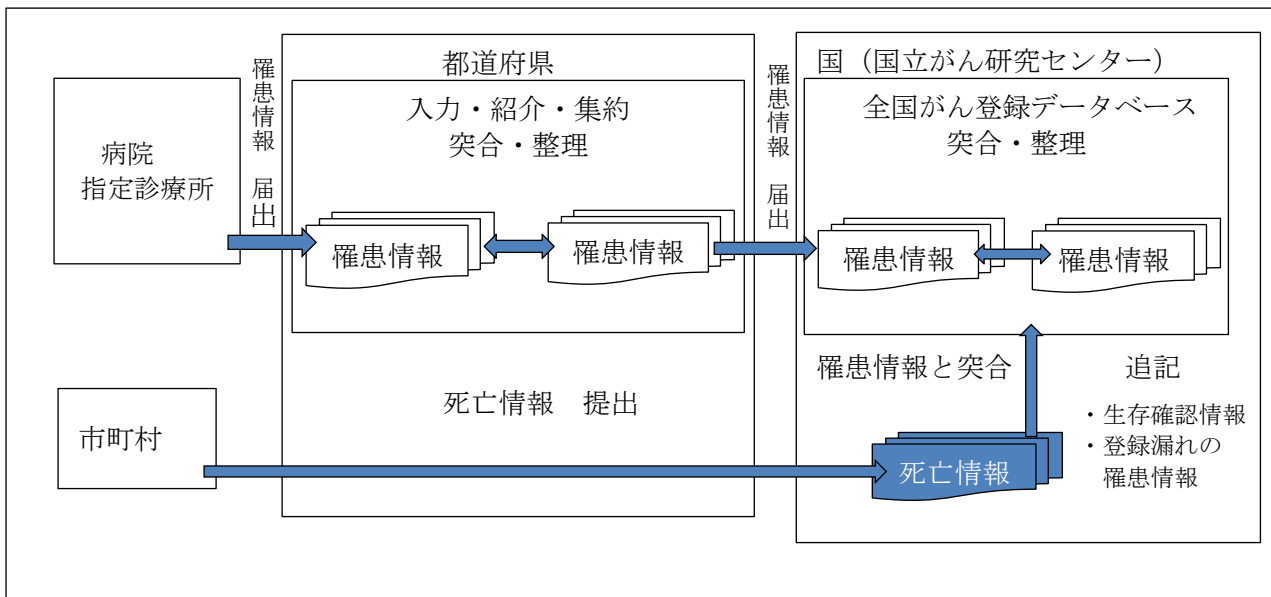 病院
指定診療所
罹患情報 届出
都道府県
入力・紹介・集約
突合・整理
罹患情報
罹患情報
罹患情報 届出
国（国立がん研究センター）
全国がん登録データベース
突合・整理
罹患情報
罹患情報
市町村
死亡情報　提出
罹患情報と突合
追記
・生存確認情報
・登録漏れの
罹患情報
死亡情報